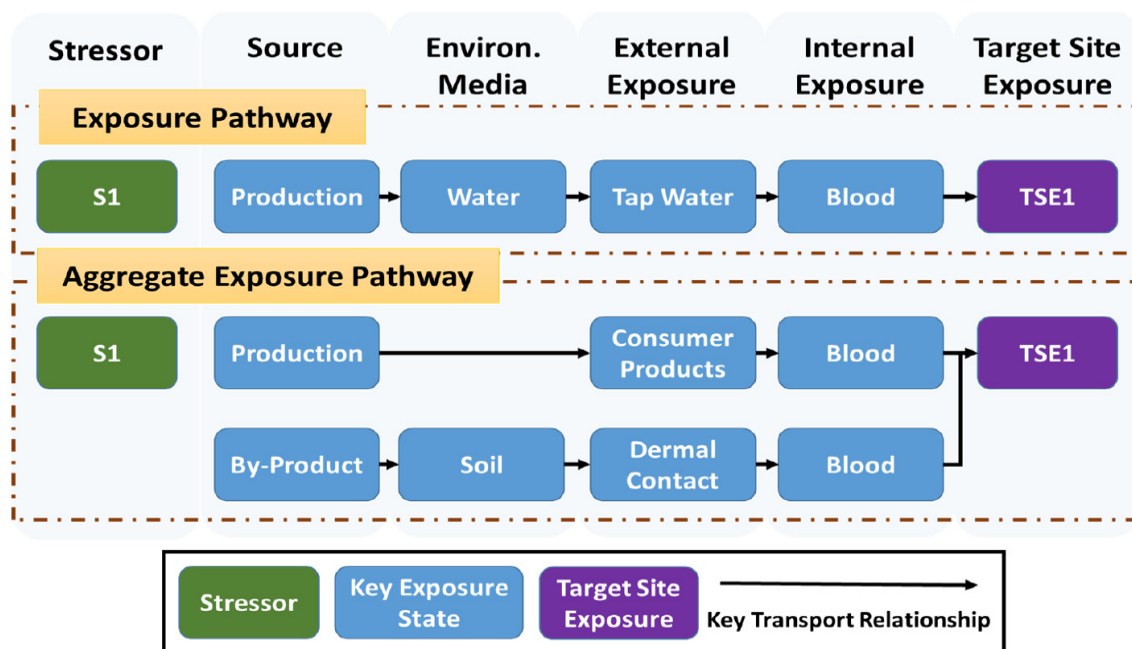 Stressor
Source
Environ.
Media
External
Exposure
Internal
Exposure
Target Site
Exposure
Exposure Pathway
S1
Production
Water
Tap Water
Blood
TSE1
Aggregate Exposure Pathway
S1
Production
Consumer
Products
Blood
TSE1
By-Product
Soil
Dermal
Contact
Blood
Stressor
Key Exposure
State
Target Site
Exposure
Key Transport Relationship